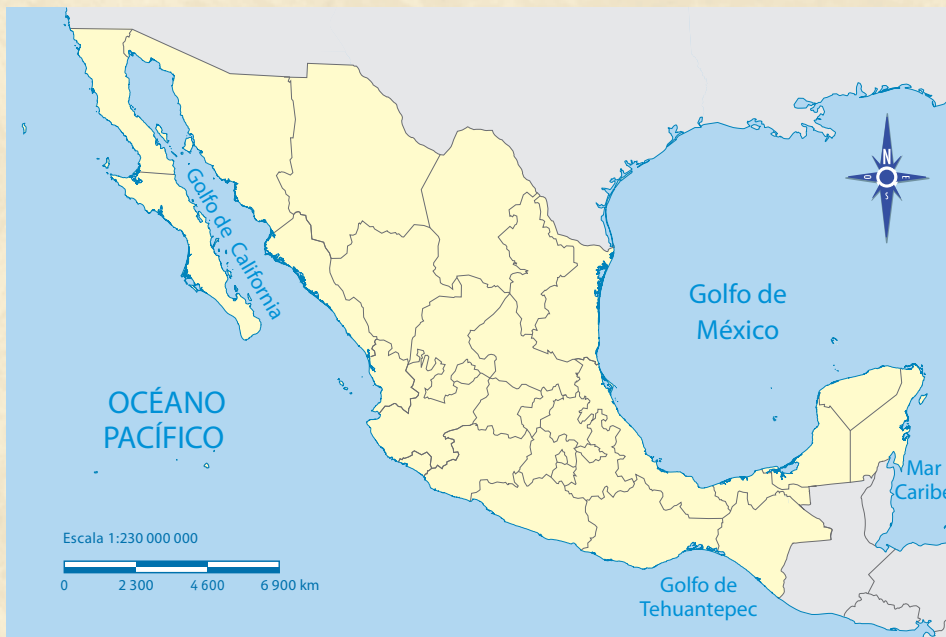 N
O
E
S
Golfo de California
Golfo de
México
OCÉANO
PACÍFICO
Mar
Caribe
Escala 1:230 000 000
0 2 300 4 600 6 900 km
Golfo de
Tehuantepec